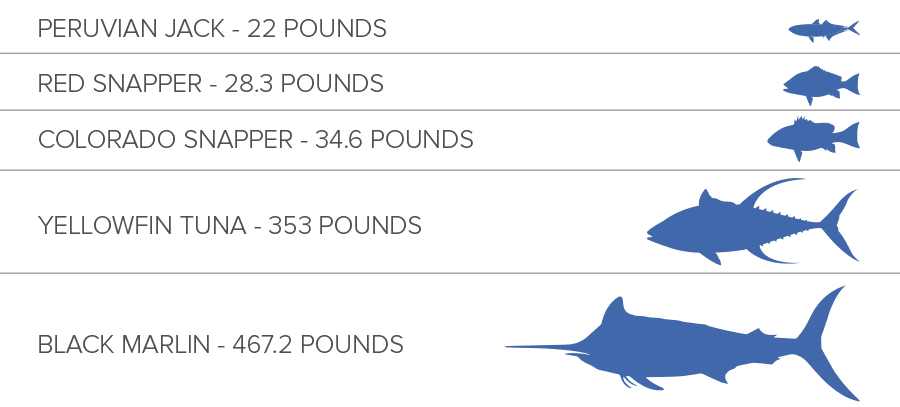 PERUVIAN JACK - 22 POUNDS
RED SNAPPER - 28.3 POUNDS
COLORADO SNAPPER - 34.6 POUNDS
YELLOWFIN TUNA - 353 POUNDS
BLACK MARLIN - 467.2 POUNDS